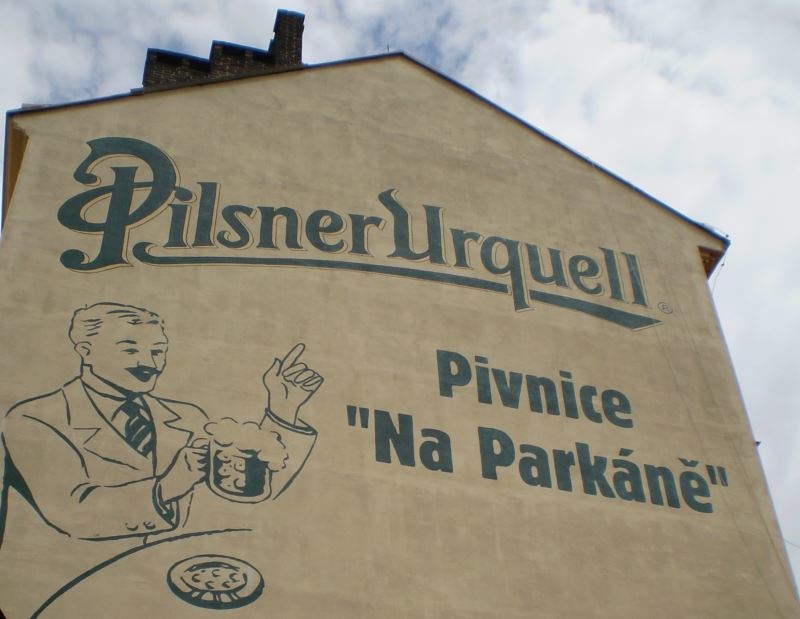 Pilsner Urquell ®
Pivnice
"Na Parkáně"